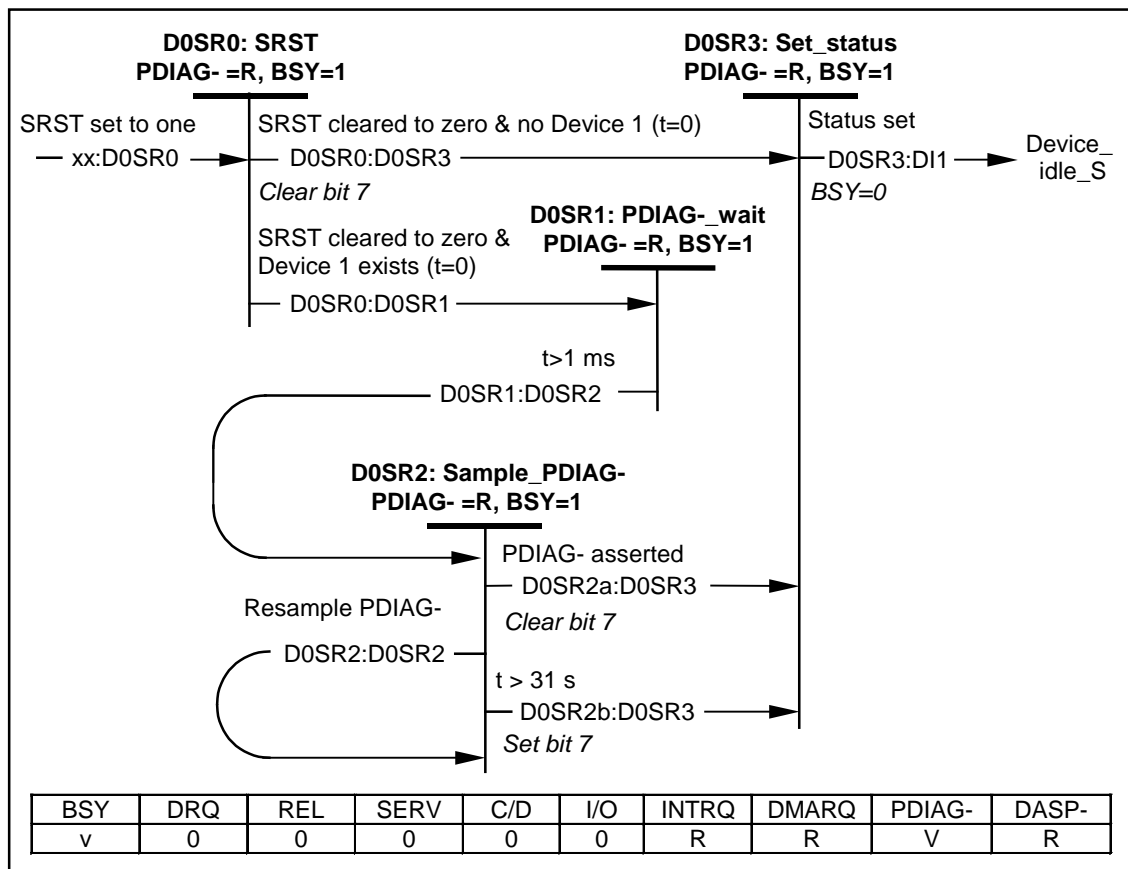 D0SR0: SRST
PDIAG- =R, BSY=1
D0SR3: Set_status
PDIAG- =R, BSY=1
SRST set to one
xx:D0SR0
SRST cleared to zero & no Device 1 (t=0)
D0SR0:D0SR3
Clear bit 7
Status set
D0SR3:DI1
BSY=0
Device_
idle_S
SRST cleared to zero &
Device 1 exists (t=0)
D0SR0:D0SR1
D0SR1: PDIAG-_wait
PDIAG- =R, BSY=1
t>1 ms
D0SR1:D0SR2
D0SR2: Sample_PDIAG-
PDIAG- =R, BSY=1
PDIAG- asserted
D0SR2a:D0SR3
Clear bit 7
Resample PDIAG-
D0SR2:D0SR2
t > 31 s
D0SR2b:D0SR3
Set bit 7
BSY DRQ REL SERV C/D I/O INTRQ DMARQ PDIAG- DASP-
v 0 0 0 0 0 R R V R